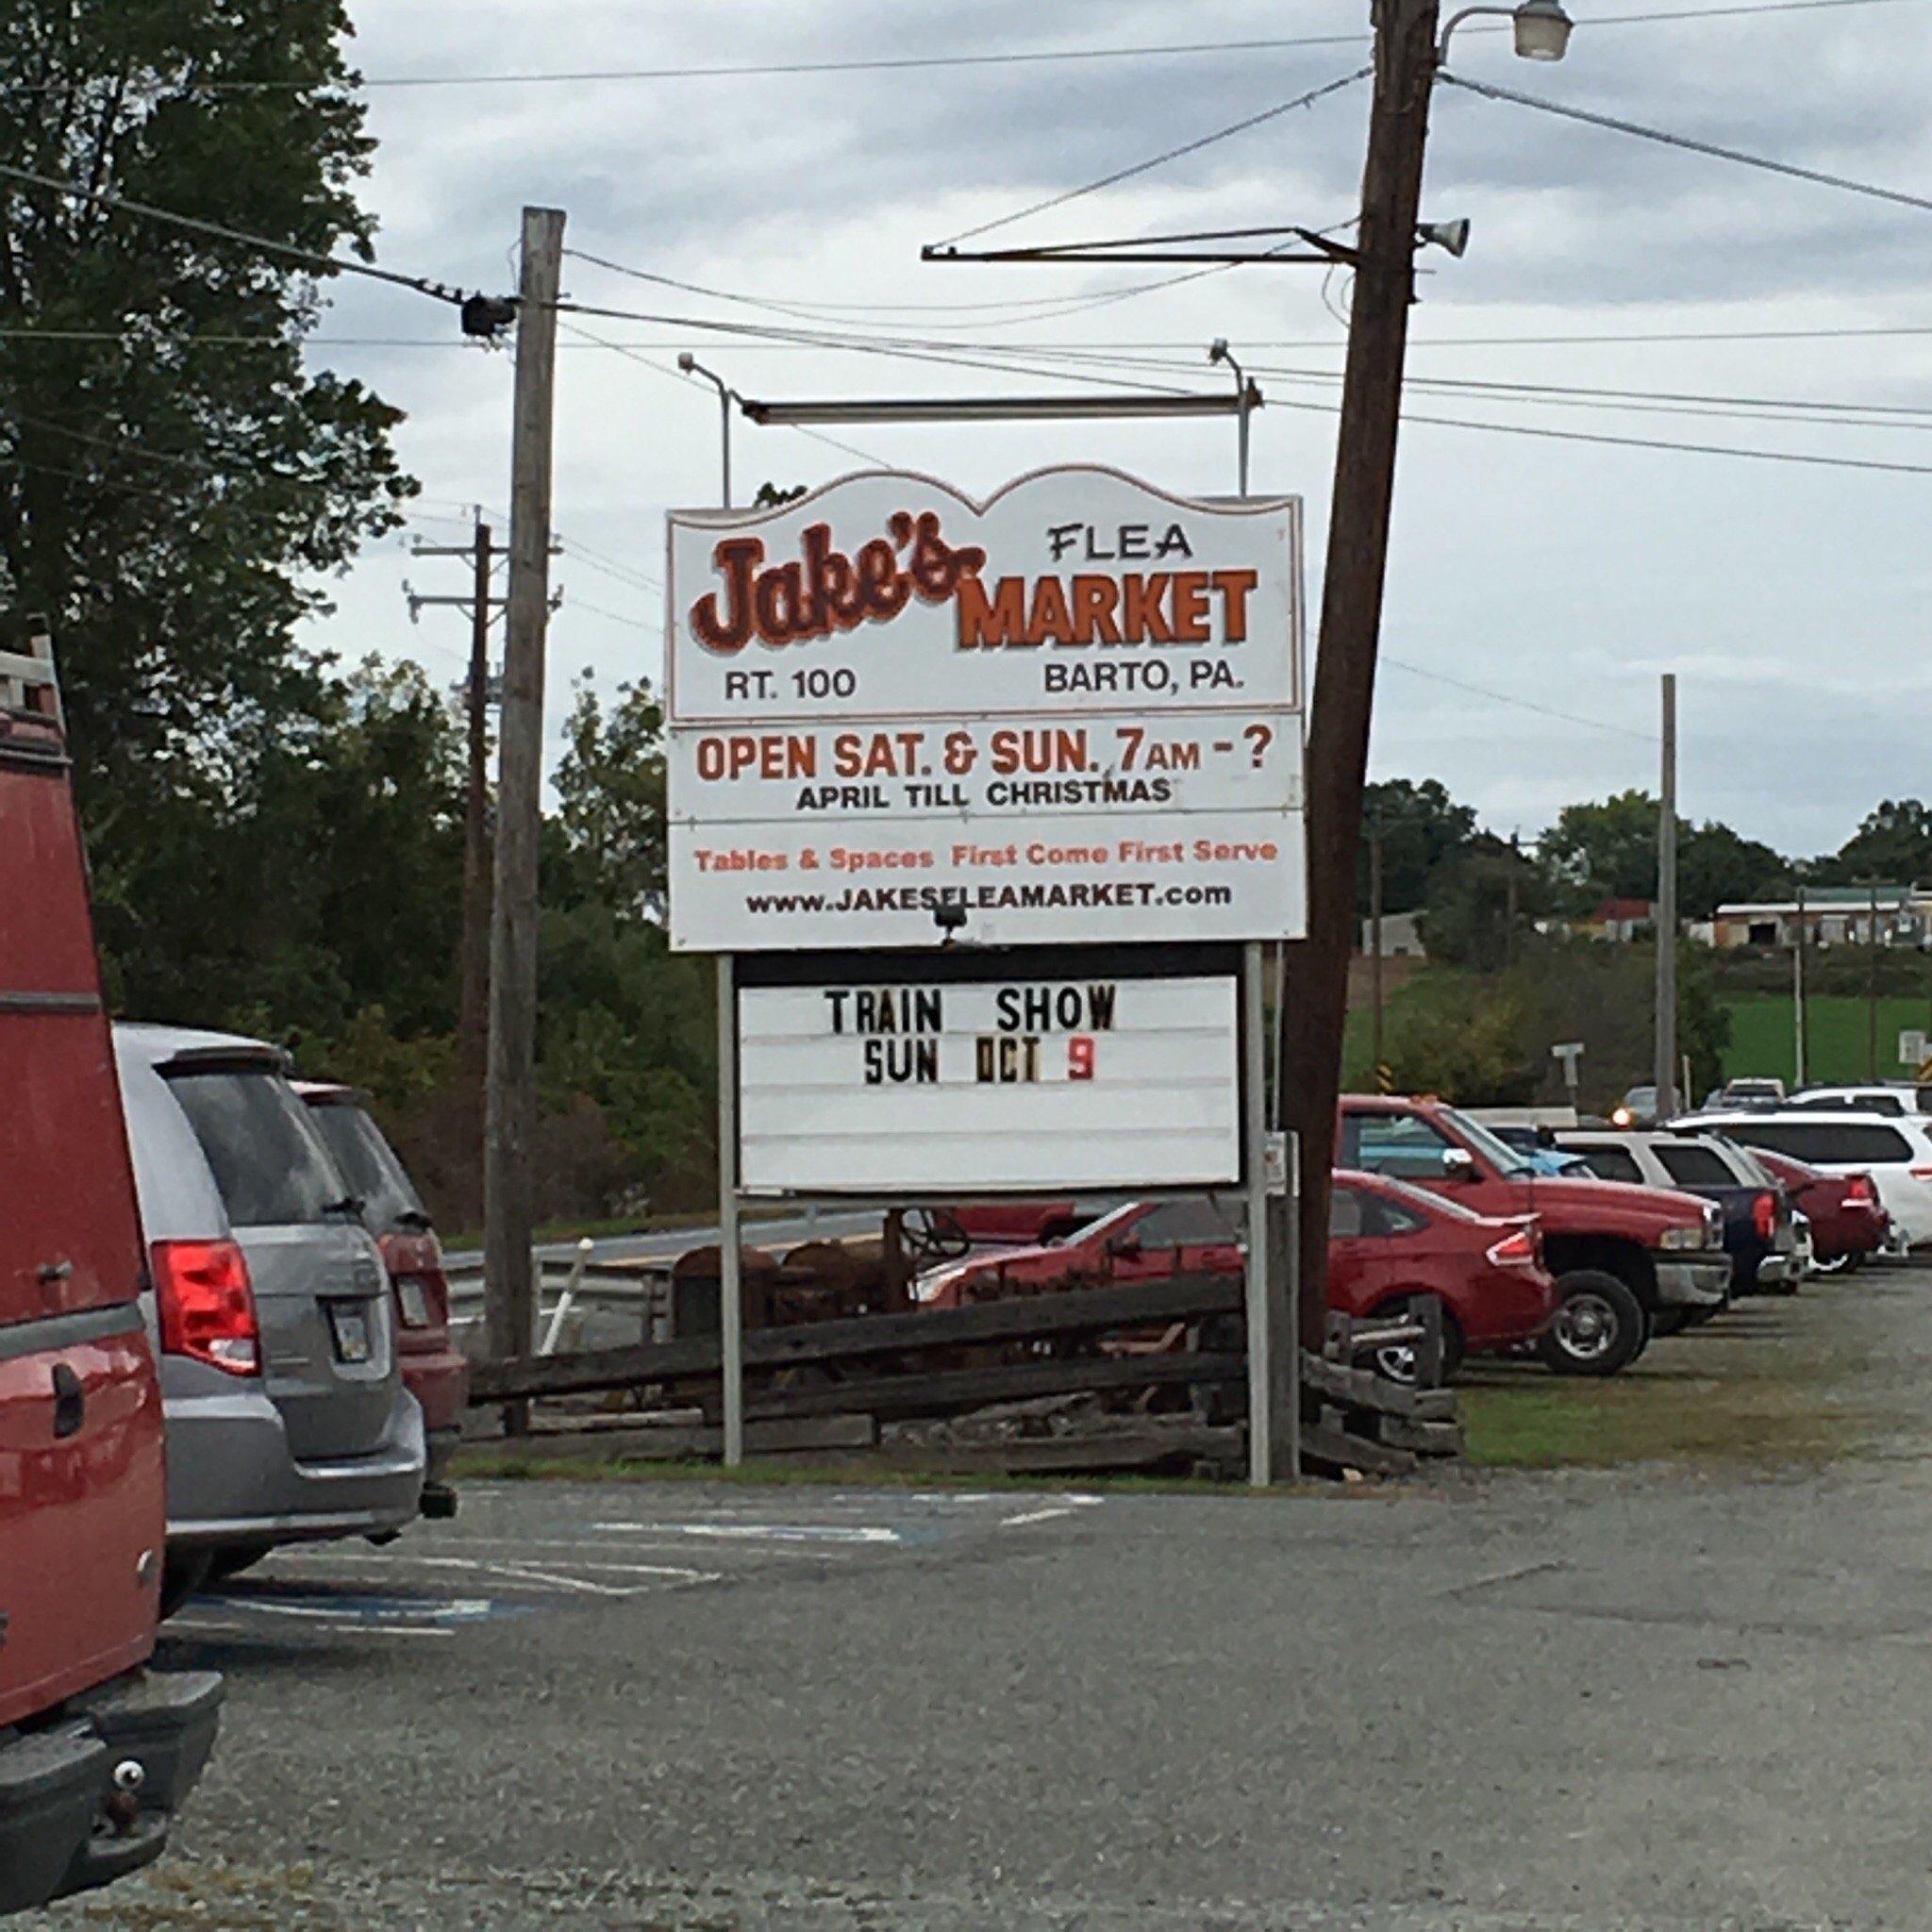 Jake's FLEA MARKET
RT. 100 BARTO, PA.
OPEN SAT. & SUN. 7AM - ?
APRIL TILL CHRISTMAS
Tables & Spaces First Come First Serve
www.JAKESFLEAMARKET.com
TRAIN SHOW
SUN OCT 9